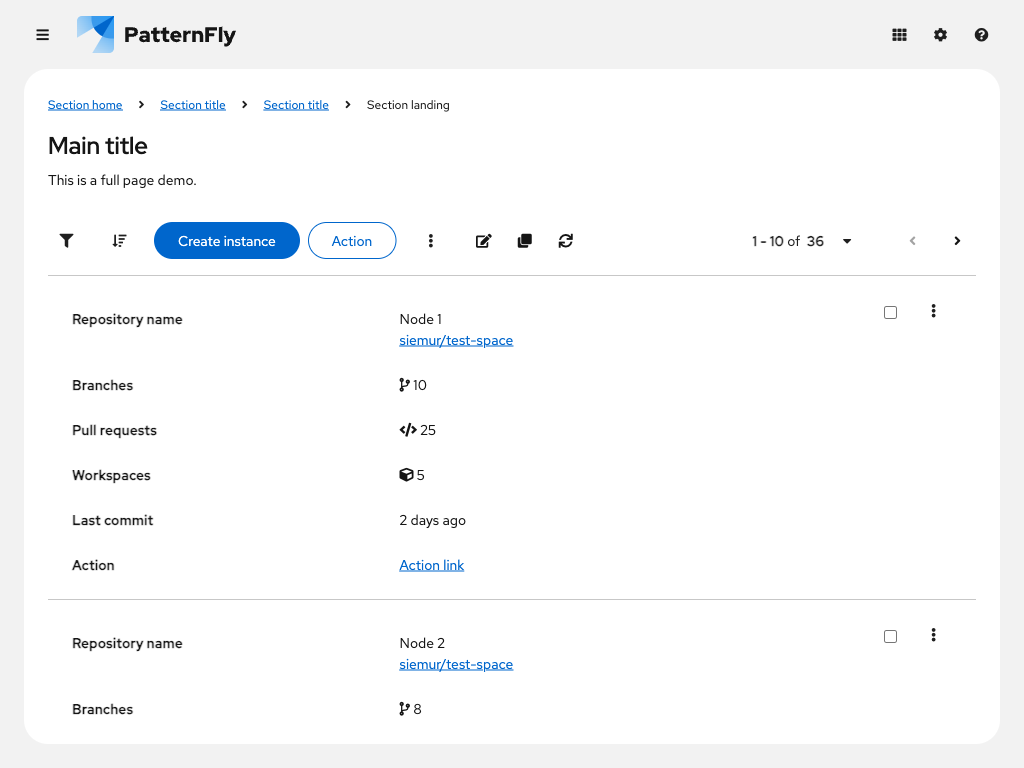 PatternFly
Section home Section title Section title Section landing
Main title
This is a full page demo.
Create instance Action 1 - 10 of 36
Repository name Node 1
siemur/test-space
Branches 10
Pull requests 25
Workspaces 5
Last commit 2 days ago
Action Action link
Repository name Node 2
siemur/test-space
Branches 8